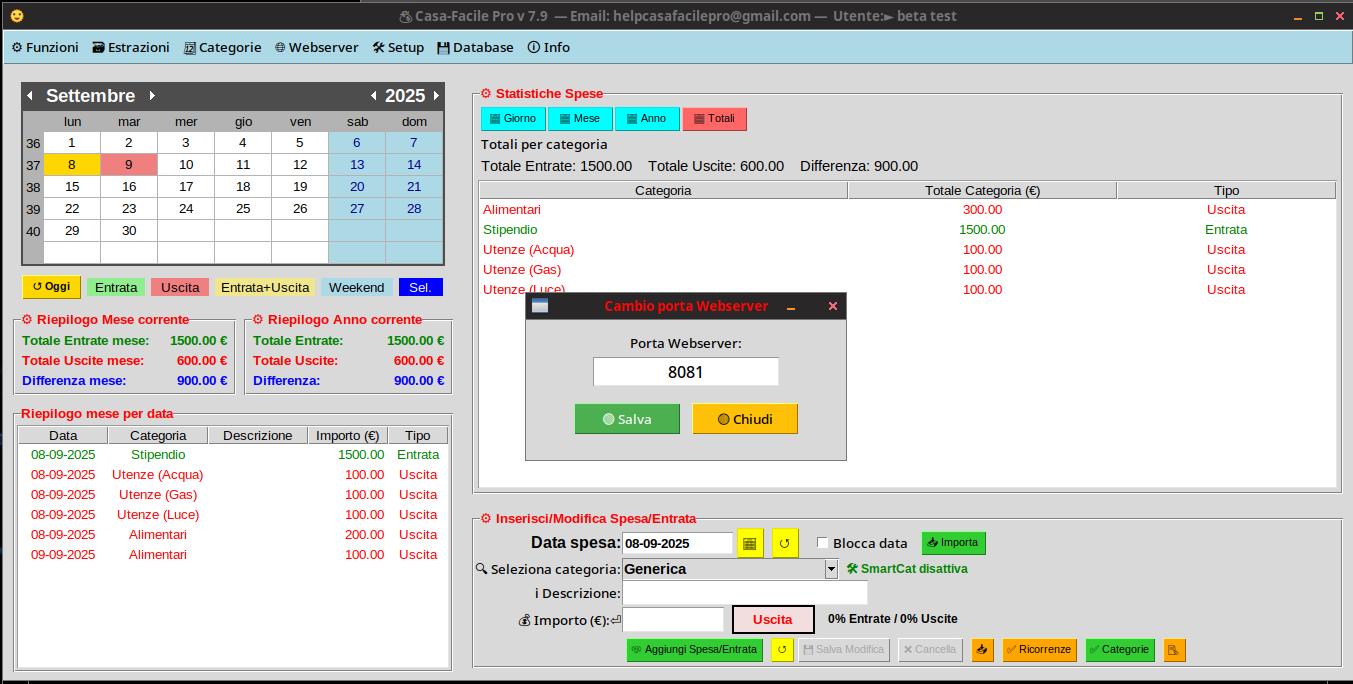 Casa-Facile Pro v 7.9 — Email: helpcasafacilepro@gmail.com — Utente:► beta test
Funzioni Estrazioni Categorie Webserver Setup Database Info
Settembre 2025
lun mar mer gio ven sab dom
36 1 2 3 4 5 6 7
37 8 9 10 11 12 13 14
38 15 16 17 18 19 20 21
39 22 23 24 25 26 27 28
40 29 30
Oggi Entrata Uscita Entrata+Uscita Weekend Sel.
Riepilogo Mese corrente
Totale Entrate mese: 1500.00 €
Totale Uscite mese: 600.00 €
Differenza mese: 900.00 €
Riepilogo Anno corrente
Totale Entrate: 1500.00 €
Totale Uscite: 600.00 €
Differenza: 900.00 €
Riepilogo mese per data
Data Categoria Descrizione Importo (€) Tipo
08-09-2025 Stipendio 1500.00 Entrata
08-09-2025 Utenze (Acqua) 100.00 Uscita
08-09-2025 Utenze (Gas) 100.00 Uscita
08-09-2025 Utenze (Luce) 100.00 Uscita
08-09-2025 Alimentari 200.00 Uscita
09-09-2025 Alimentari 100.00 Uscita
Statistiche Spese
Giorno Mese Anno Totali
Totali per categoria
Totale Entrate: 1500.00 Totale Uscite: 600.00 Differenza: 900.00
Categoria Totale Categoria (€) Tipo
Alimentari 300.00 Uscita
Stipendio 1500.00 Entrata
Utenze (Acqua) 100.00 Uscita
Utenze (Gas) 100.00 Uscita
Utenze (Luce) 100.00 Uscita
Cambio porta Webserver
Porta Webserver:
8081
Salva Chiudi
Inserisci/Modifica Spesa/Entrata
Data spesa: 08-09-2025 Blocca data Importa
Seleziona categoria: Generica SmartCat disattiva
i Descrizione:
Importo (€): Uscita 0% Entrate / 0% Uscite
Aggiungi Spesa/Entrata Salva Modifica Cancella Ricorrenze Categorie